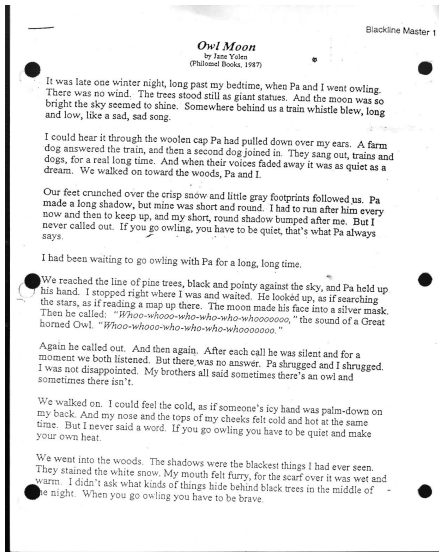 Blackline Master 1
Owl Moon
by Jane Yolen
(Philomel Books, 1987)
It was late one winter night, long past my bedtime, when Pa and I went owling.
There was no wind. The trees stood still as giant statues. And the moon was so
bright the sky seemed to shine. Somewhere behind us a train whistle blew, long
and low, like a sad, sad song.
I could hear it through the woolen cap Pa had pulled down over my ears. A farm
dog answered the train, and then a second dog joined in. They sang out, trains and
dogs, for a real long time. And when their voices faded away it was as quiet as a
dream. We walked on toward the woods, Pa and I.
Our feet crunched over the crisp snow and little gray footprints followed us. Pa
made a long shadow, but mine was short and round. I had to run after him every
now and then to keep up, and my short, round shadow bumped after me. But I
never called out. If you go owling, you have to be quiet, that's what Pa always
says.
I had been waiting to go owling with Pa for a long, long time.
We reached the line of pine trees, black and pointy against the sky, and Pa held up
his hand. I stopped right where I was and waited. He looked up, as if searching
the stars, as if reading a map up there. The moon made his face into a silver mask.
Then he called: "Whoo-whooo-who-who-who-whooooooo," the sound of a Great
horned Owl. "Whoo-whooo-who-who-who-whooooooo."
Again he called out. And then again. After each call he was silent and for a
moment we both listened. But there was no answer. Pa shrugged and I shrugged.
I was not disappointed. My brothers all said sometimes there's an owl and
sometimes there isn't.
We walked on. I could feel the cold, as if someone's icy hand was palm-down on
my back. And my nose and the tops of my cheeks felt cold and hot at the same
time. But I never said a word. If you go owling you have to be quiet and make
your own heat.
We went into the woods. The shadows were the blackest things I had ever seen.
They stained the white snow. My mouth felt furry, for the scarf over it was wet and
warm. I didn't ask what kinds of things hide behind black trees in the middle of
he night. When you go owling you have to be brave.